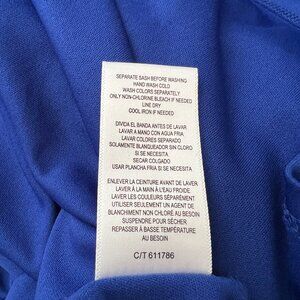 SEPARATE SASH BEFORE WASHING
HAND WASH COLD
WASH COLORS SEPARATELY
ONLY NON-CHLORINE BLEACH IF NEEDED
LINE DRY
COOL IRON IF NEEDED
DIVIDA EL BANDA ANTES DE LAVAR
LAVAR A MANO CON AGUA FRIA
LAVAR COLORES SEPARADO
SOLAMENTE BLANQUEADOR SIN CLORO
SI SE NECESITA
SECAR COLGADO
USAR PLANCHA FRIA SI SE NECESITA
ENLEVER LA CEINTURE AVANT DE LAVER
LAVER À LA MAIN À L'EAU FROIDE
LAVER LES COULEURS SÉPARÉMENT
UTILISER SEULEMENT UN AGENT DE
BLANCHIMENT NON CHLORÉ AU BESOIN
SUSPENDRE POUR SÉCHER
REPASSER À BASSE TEMPÉRATURE
AU BESOIN
C/T 611786